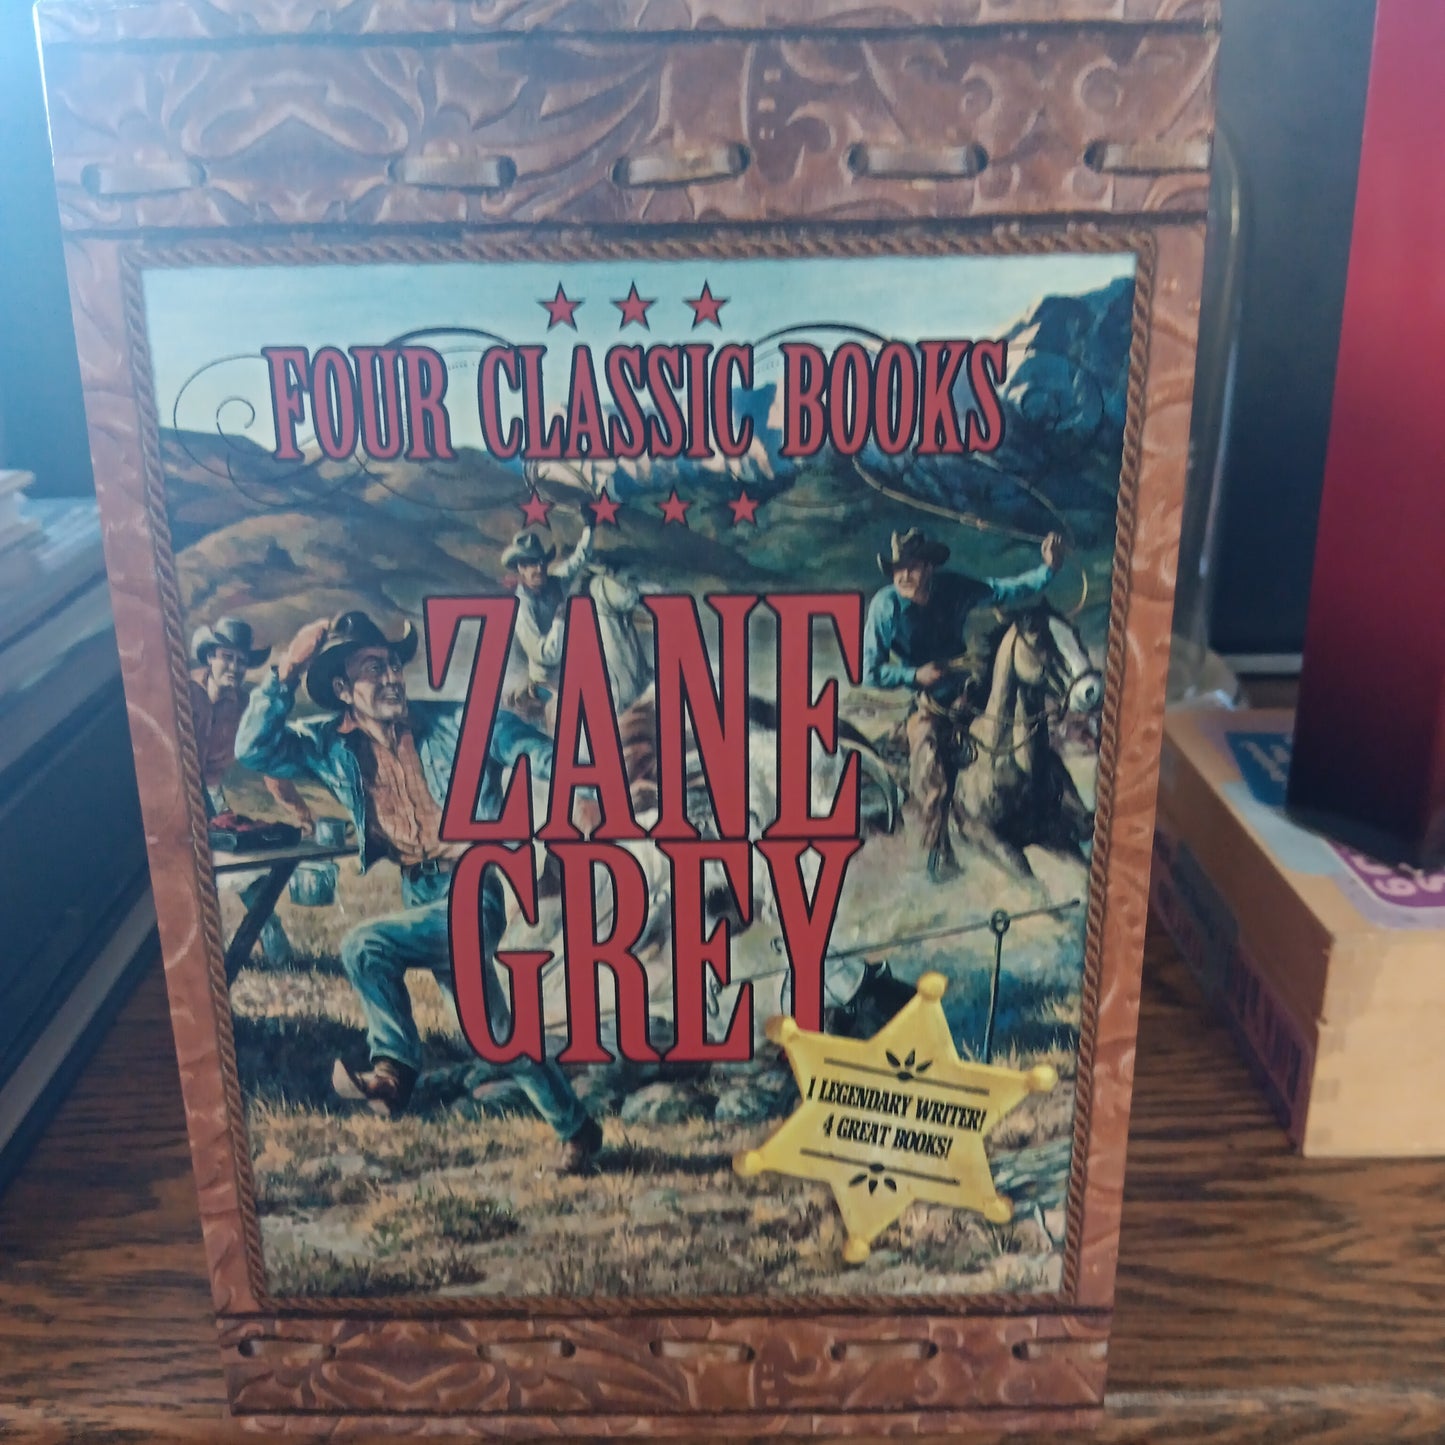 FOUR CLASSIC BOOKS
ZANE
GREY
1 LEGENDARY WRITER!
4 GREAT BOOKS!